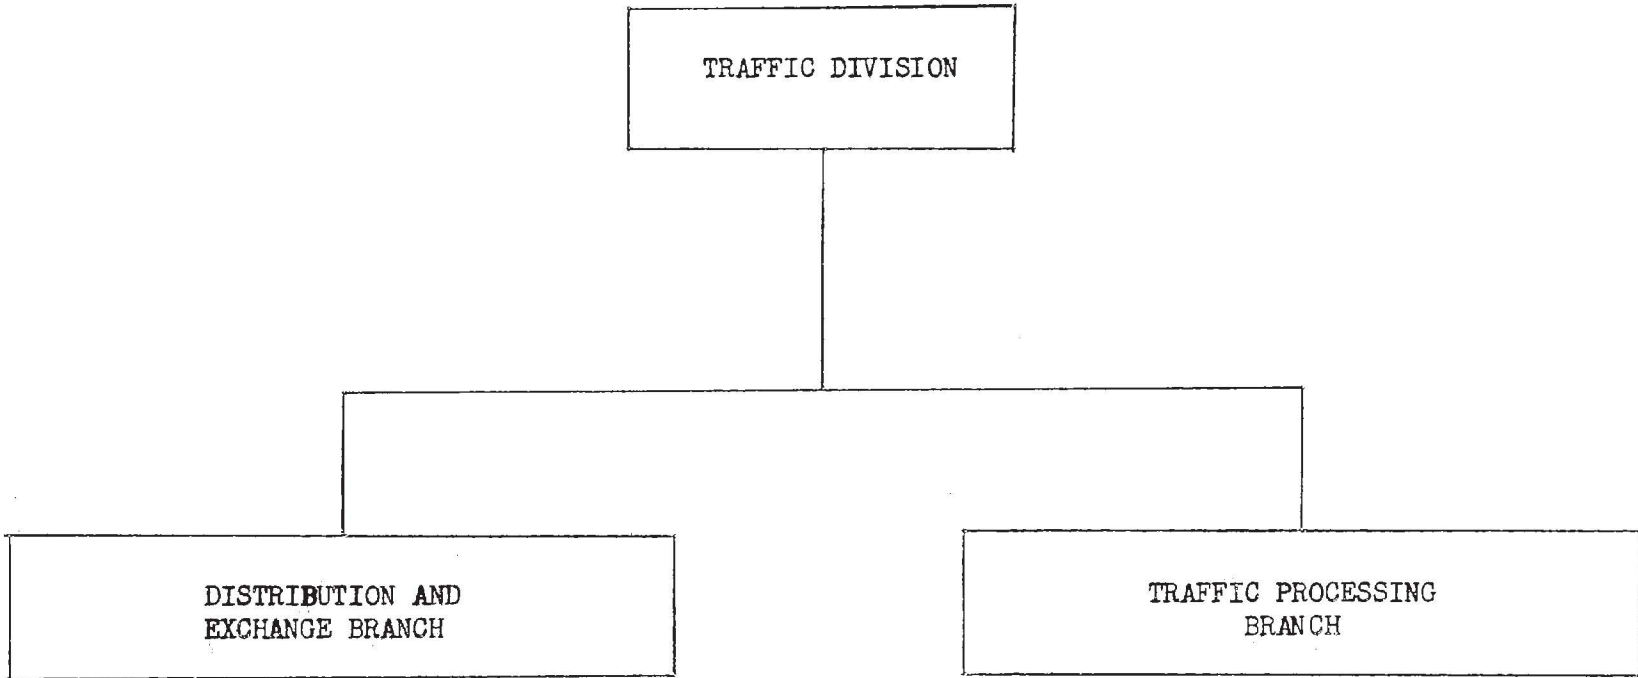 TRAFFIC DIVISION
DISTRIBUTION AND
EXCHANGE BRANCH
TRAFFIC PROCESSING
BRANCH